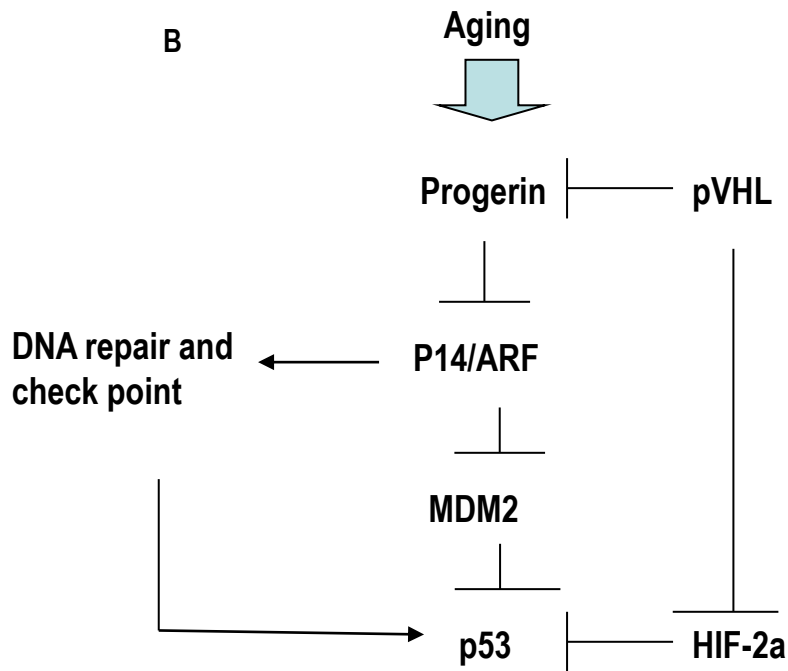 B
Aging
Progerin
pVHL
DNA repair and
check point
P14/ARF
MDM2
p53
HIF-2a